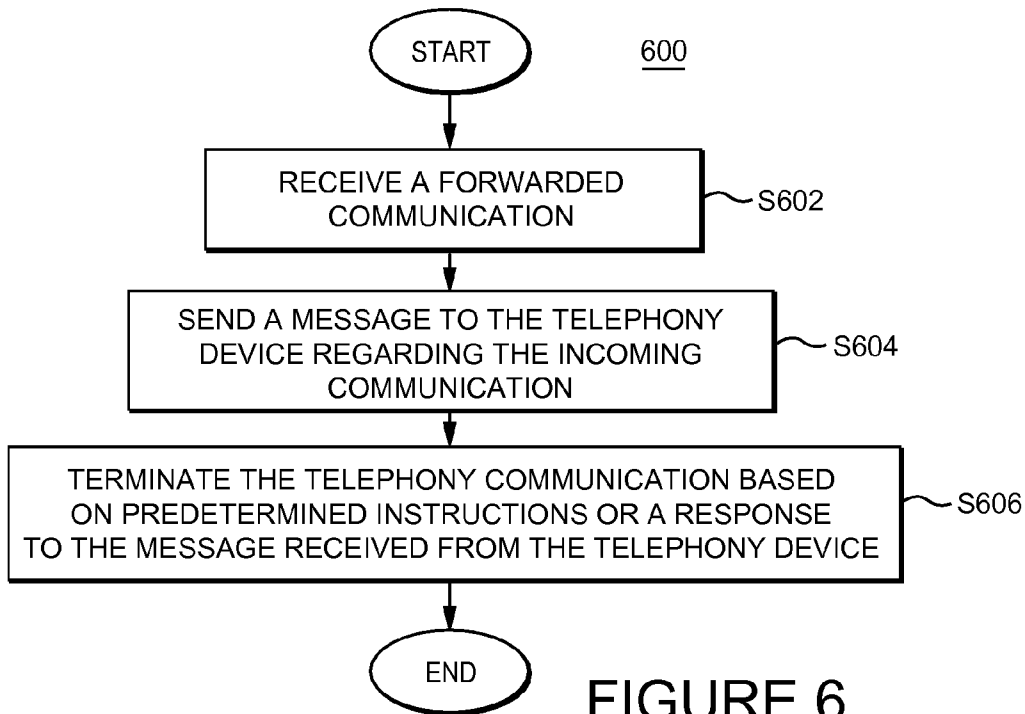 START
600
RECEIVE A FORWARDED
COMMUNICATION
S602
SEND A MESSAGE TO THE TELEPHONY
DEVICE REGARDING THE INCOMING
COMMUNICATION
S604
TERMINATE THE TELEPHONY COMMUNICATION BASED
ON PREDETERMINED INSTRUCTIONS OR A RESPONSE
TO THE MESSAGE RECEIVED FROM THE TELEPHONY DEVICE
S606
END
FIGURE 6